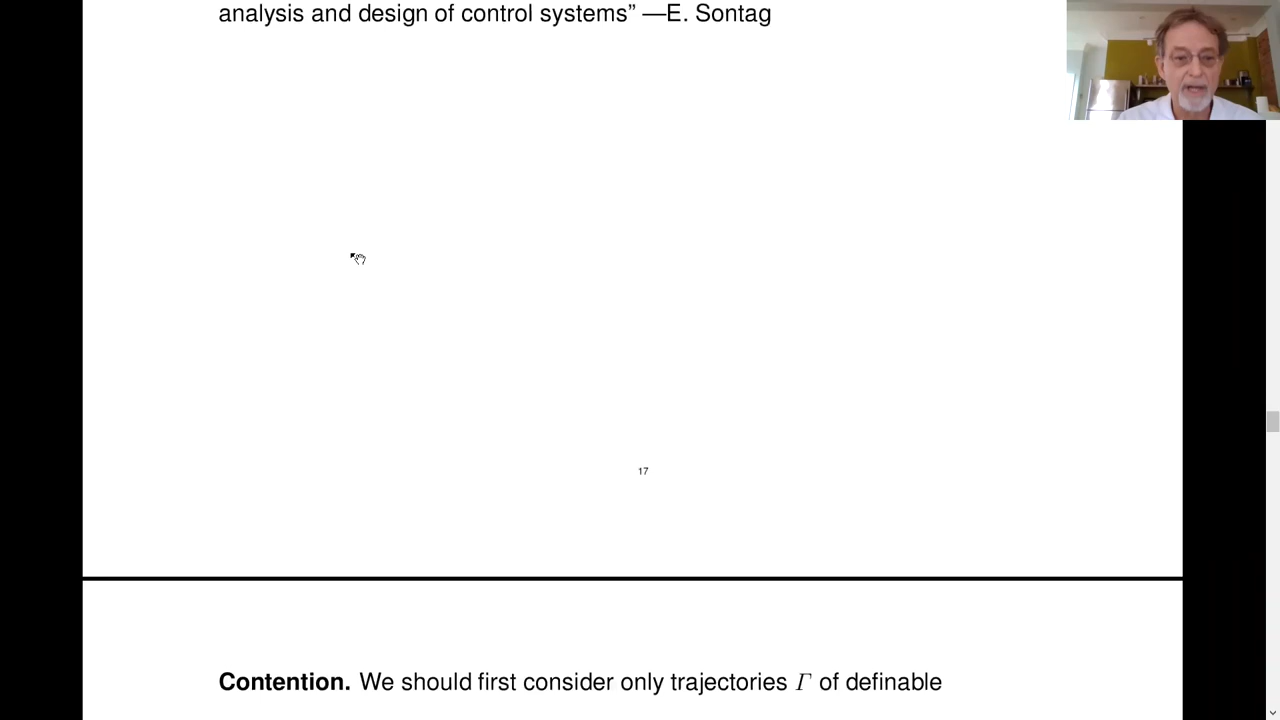 analysis and design of control systems” —E. Sontag
17
Contention. We should first consider only trajectories Γ of definable